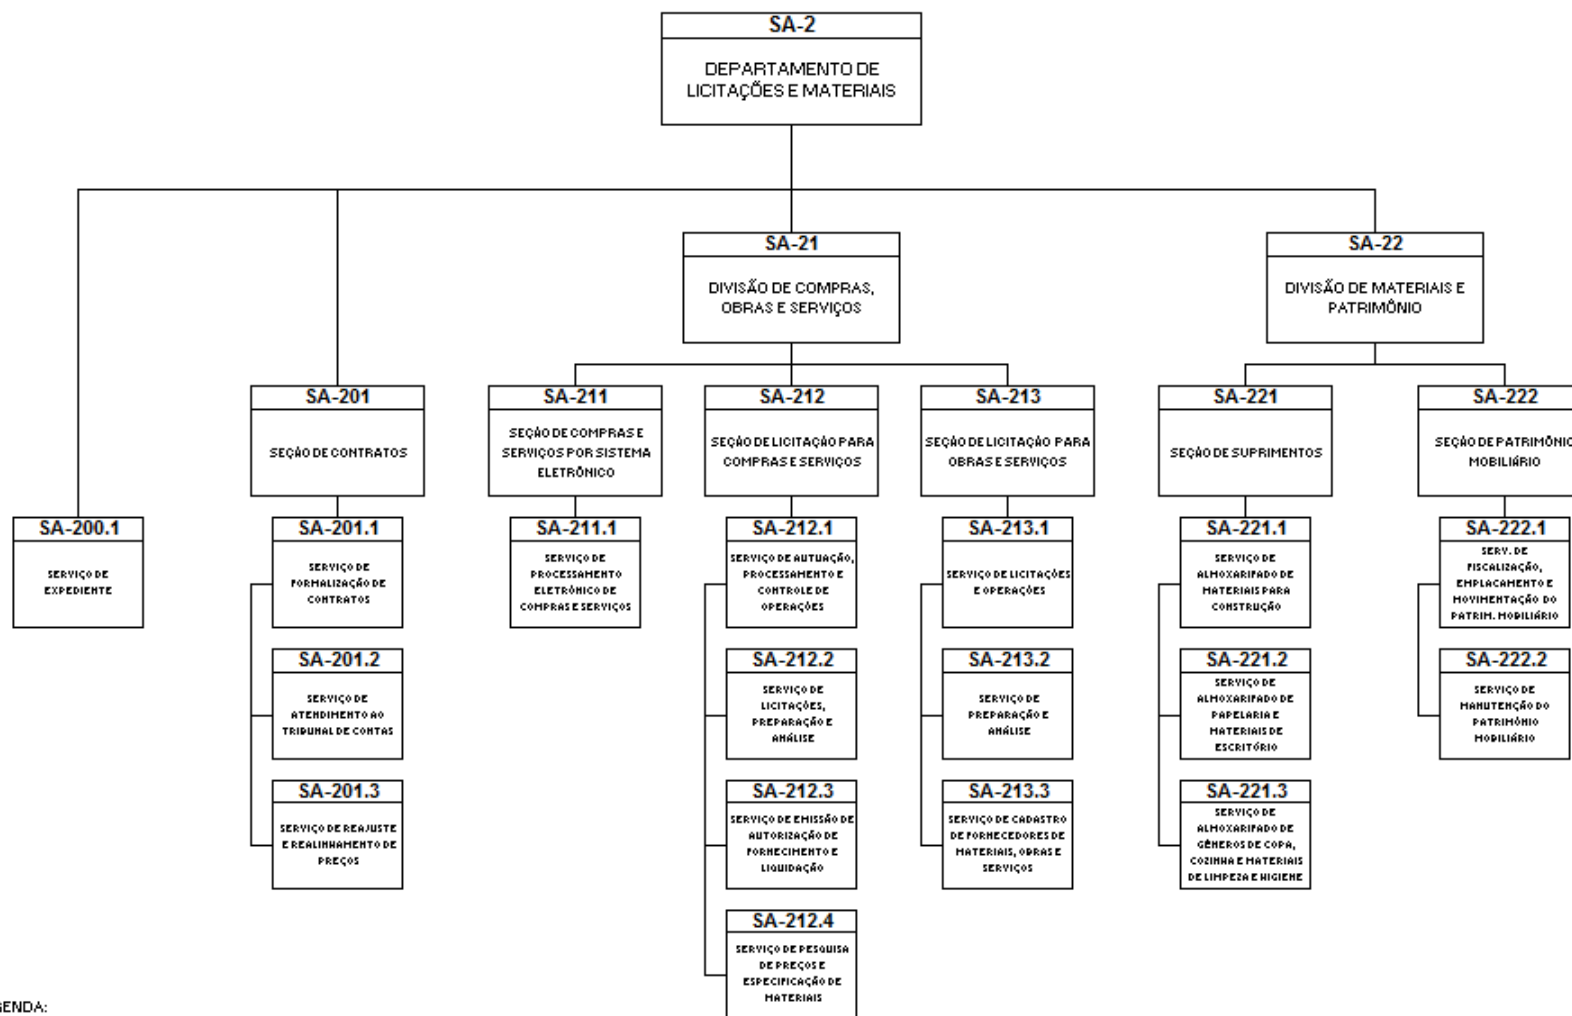 SA-2
DEPARTAMENTO DE
LICITAÇÕES E MATERIAIS
SA-21
DIVISÃO DE COMPRAS,
OBRAS E SERVIÇOS
SA-22
DIVISÃO DE MATERIAIS E
PATRIMÔNIO
SA-201
SEÇÃO DE CONTRATOS
SA-211
SEÇÃO DE COMPRAS E
SERVIÇOS POR SISTEMA
ELETRÔNICO
SA-212
SEÇÃO DE LICITAÇÃO PARA
COMPRAS E SERVIÇOS
SA-213
SEÇÃO DE LICITAÇÃO PARA
OBRAS E SERVIÇOS
SA-221
SEÇÃO DE SUPRIMENTOS
SA-222
SEÇÃO DE PATRIMÔNIO
MOBILIÁRIO
SA-200.1
SERVIÇO DE
EXPEDIENTE
SA-201.1
SERVIÇO DE
FORMALIZAÇÃO DE
CONTRATOS
SA-211.1
SERVIÇO DE
PROCESSAMENTO
ELETRÔNICO DE
COMPRAS E SERVIÇOS
SA-212.1
SERVIÇO DE AUTUAÇÃO,
PROCESSAMENTO E
CONTROLE DE
OPERAÇÕES
SA-213.1
SERVIÇO DE LICITAÇÕES
E OPERAÇÕES
SA-221.1
SERVIÇO DE
ALMOXARIFADO DE
MATERIAIS PARA
CONSTRUÇÃO
SA-222.1
SERV. DE
FISCALIZAÇÃO,
EMPLACAMENTO E
MOVIMENTAÇÃO DO
PATRIM. MOBILIÁRIO
SA-201.2
SERVIÇO DE
ATENDIMENTO AO
TRIBUNAL DE CONTAS
SA-212.2
SERVIÇO DE
LICITAÇÕES,
PREPARAÇÃO E
ANÁLISE
SA-213.2
SERVIÇO DE
PREPARAÇÃO E
ANÁLISE
SA-221.2
SERVIÇO DE
ALMOXARIFADO DE
PAPELARIA E
MATERIAIS DE
ESCRITÓRIO
SA-222.2
SERVIÇO DE
MANUTENÇÃO DO
PATRIMÔNIO
MOBILIÁRIO
SA-201.3
SERVIÇO DE REAJUSTE
E REALINHAMENTO DE
PREÇOS
SA-212.3
SERVIÇO DE EMISSÃO DE
AUTORIZAÇÃO DE
FORNECIMENTO E
LIQUIDAÇÃO
SA-213.3
SERVIÇO DE CADASTRO
DE FORNECEDORES DE
MATERIAIS, OBRAS E
SERVIÇOS
SA-221.3
SERVIÇO DE
ALMOXARIFADO DE
GÊNEROS DE COPA,
COZINHA E MATERIAIS
DE LIMPEZA E HIGIENE
SA-212.4
SERVIÇO DE PESQUISA
DE PREÇOS E
ESPECIFICAÇÃO DE
MATERIAIS
GENDA: